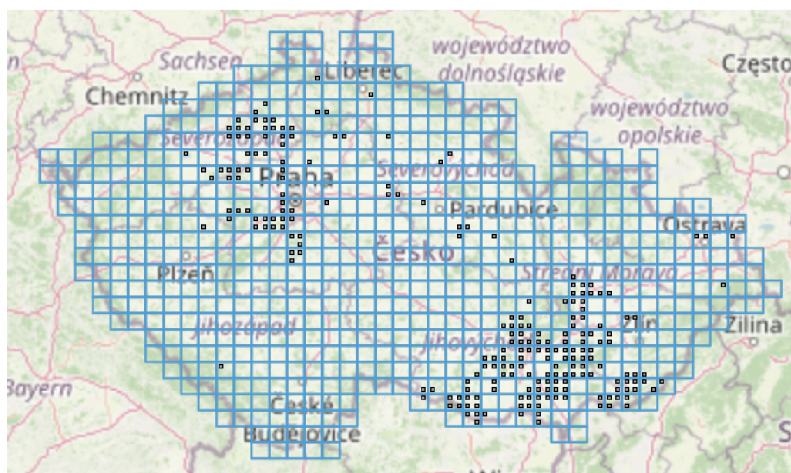 Sachsen
Liberec
województwo
dolnośląskie
Często
Chemnitz
województwo
opolskie
Severozápad
Praha
Severovýchod
Pardubice
Ostrava
Plzeň
Česko
Střední Morava
Jihozápad
Jihovýchod
Zlín
Žilina
Bayern
České
Budějovice